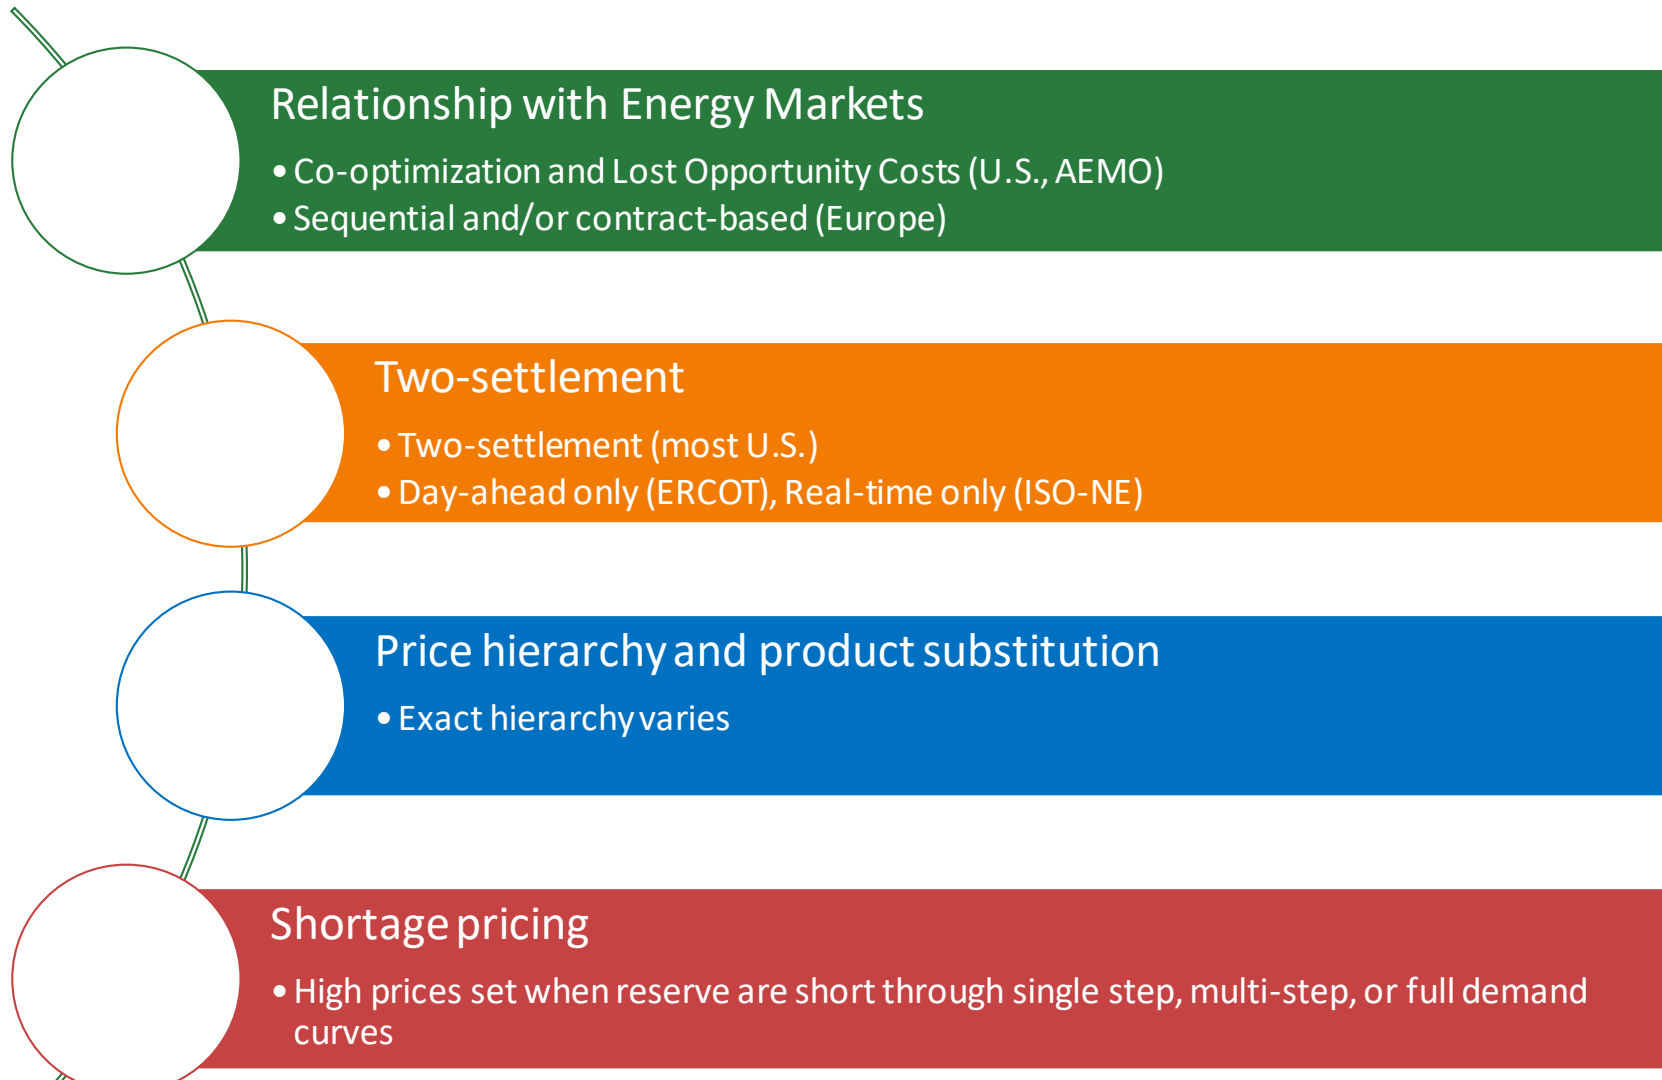 Relationship with Energy Markets
• Co-optimization and Lost Opportunity Costs (U.S., AEMO)
• Sequential and/or contract-based (Europe)
Two-settlement
• Two-settlement (most U.S.)
• Day-ahead only (ERCOT), Real-time only (ISO-NE)
Price hierarchy and product substitution
• Exact hierarchy varies
Shortage pricing
• High prices set when reserve are short through single step, multi-step, or full demand
curves